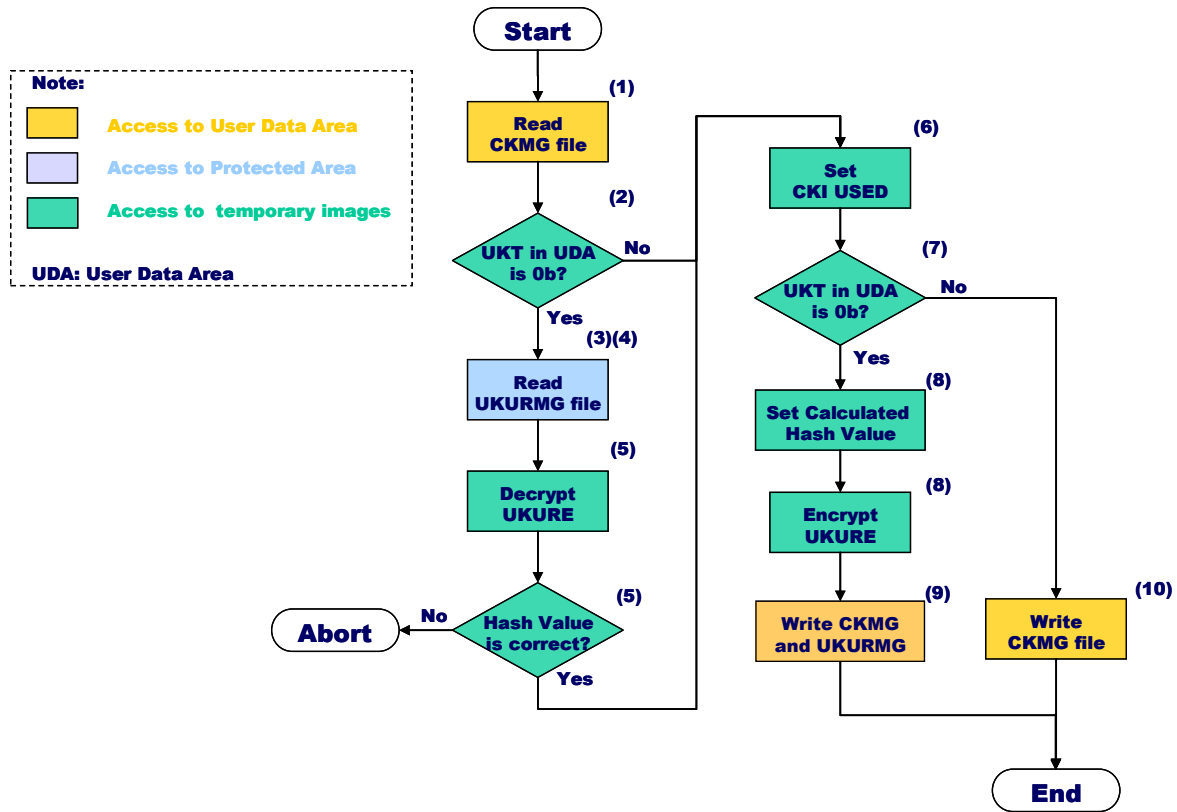 Start
Note:
Access to User Data Area
Access to Protected Area
Access to temporary images
UDA: User Data Area
(1)
Read
CKMG file
(2)
UKT in UDA
is 0b?
No
Yes
(3)(4)
Read
UKURMG file
(5)
Decrypt
UKURE
(5)
Hash Value
is correct?
No
Abort
Yes
(6)
Set
CKI USED
(7)
UKT in UDA
is 0b?
No
Yes
(8)
Set Calculated
Hash Value
(8)
Encrypt
UKURE
(9)
Write CKMG
and UKURMG
(10)
Write
CKMG file
End